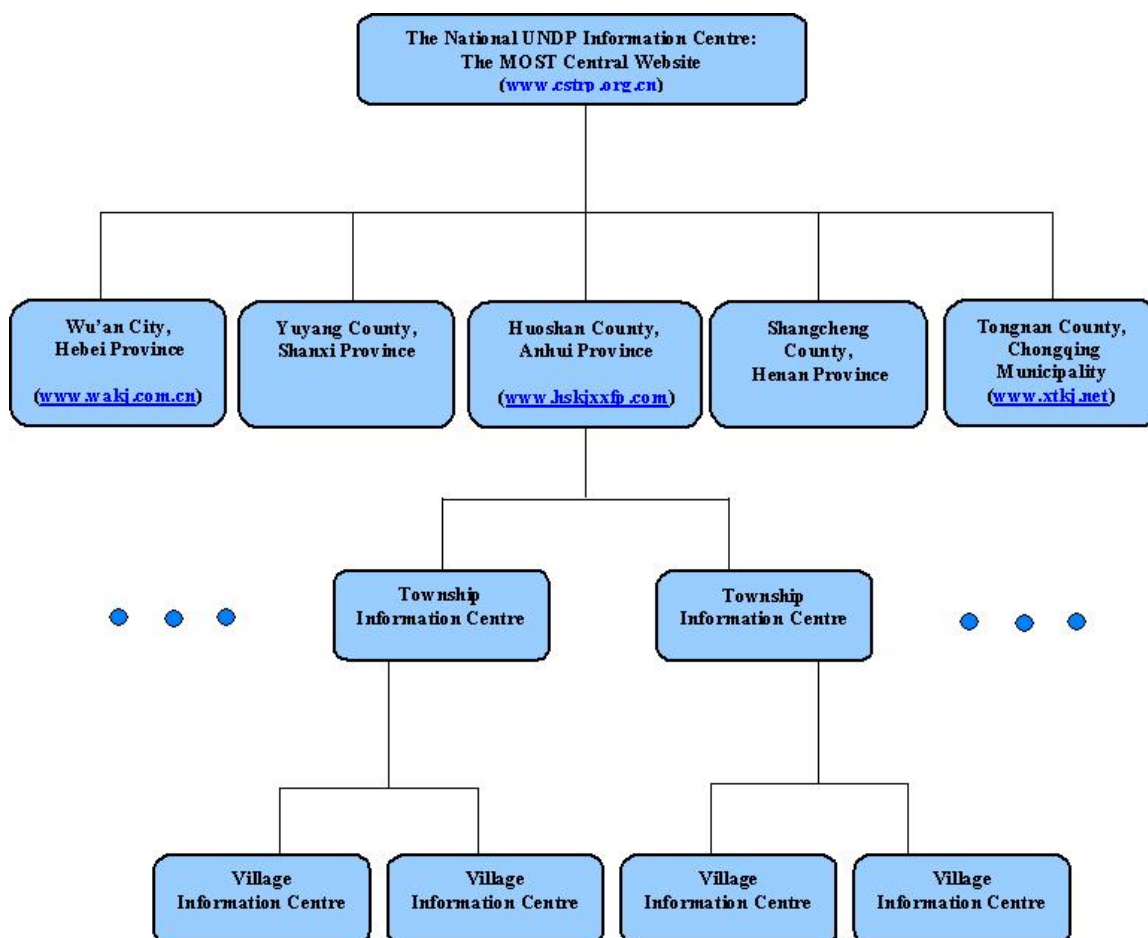 The National UNDP Information Centre:
The MOST Central Website
(www.cstrp.org.cn)
Wu'an City,
Hebei Province
(www.wakj.com.cn)
Yuyang County,
Shanxi Province
Huoshan County,
Anhui Province
(www.hskjxxfp.com)
Shangcheng
County,
Henan Province
Tongnan County,
Chongqing
Municipality
(www.xtkj.net)
Township
Information Centre
Township
Information Centre
Village
Information Centre
Village
Information Centre
Village
Information Centre
Village
Information Centre